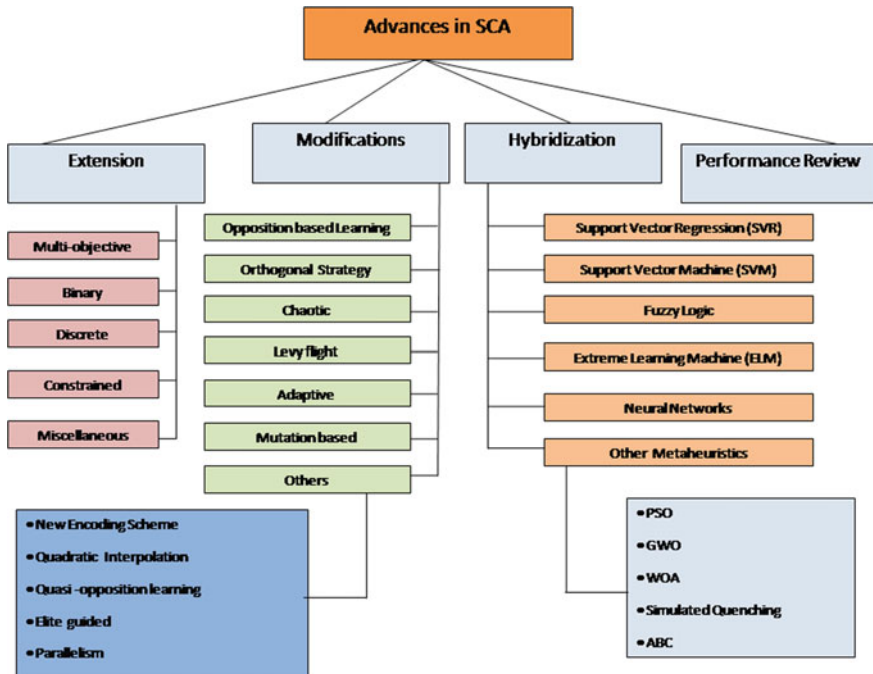 Advances in SCA
Extension
Modifications
Hybridization
Performance Review
Multi-objective
Binary
Discrete
Constrained
Miscellaneous
Opposition based Learning
Orthogonal Strategy
Chaotic
Levy flight
Adaptive
Mutation based
Others
• New Encoding Scheme
• Quadratic Interpolation
• Quasi-opposition learning
• Elite guided
• Parallelism
Support Vector Regression (SVR)
Support Vector Machine (SVM)
Fuzzy Logic
Extreme Learning Machine (ELM)
Neural Networks
Other Metaheuristics
• PSO
• GWO
• WOA
• Simulated Quenching
• ABC